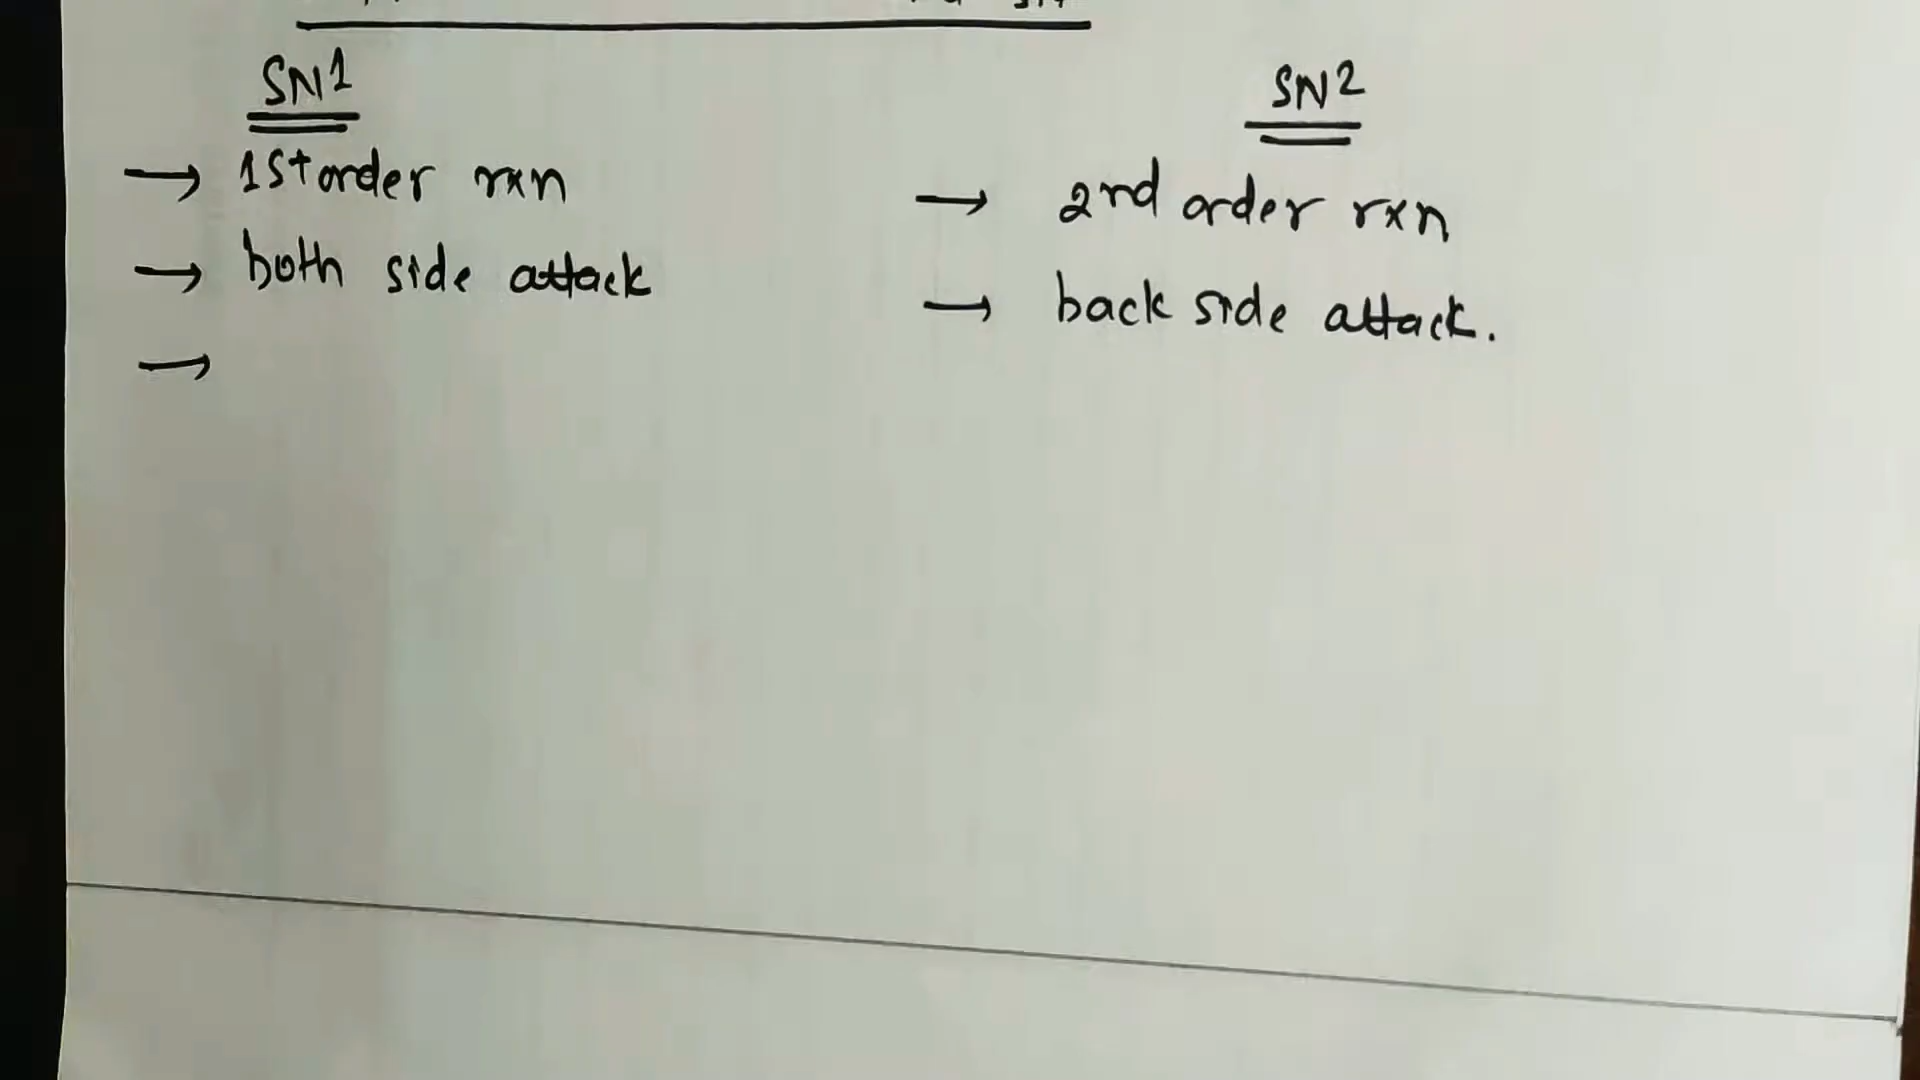 SN1
→ 1st order rxn
→ both side attack
→
SN2
→ 2nd order rxn
→ back side attack.